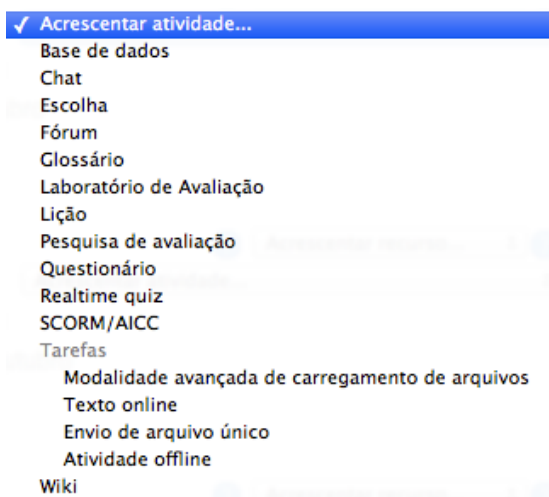 ✓ Acrescentar atividade...
Base de dados
Chat
Escolha
Fórum
Glossário
Laboratório de Avaliação
Lição
Pesquisa de avaliação
Questionário
Realtime quiz
SCORM/AICC
Tarefas
Modalidade avançada de carregamento de arquivos
Texto online
Envio de arquivo único
Atividade offline
Wiki